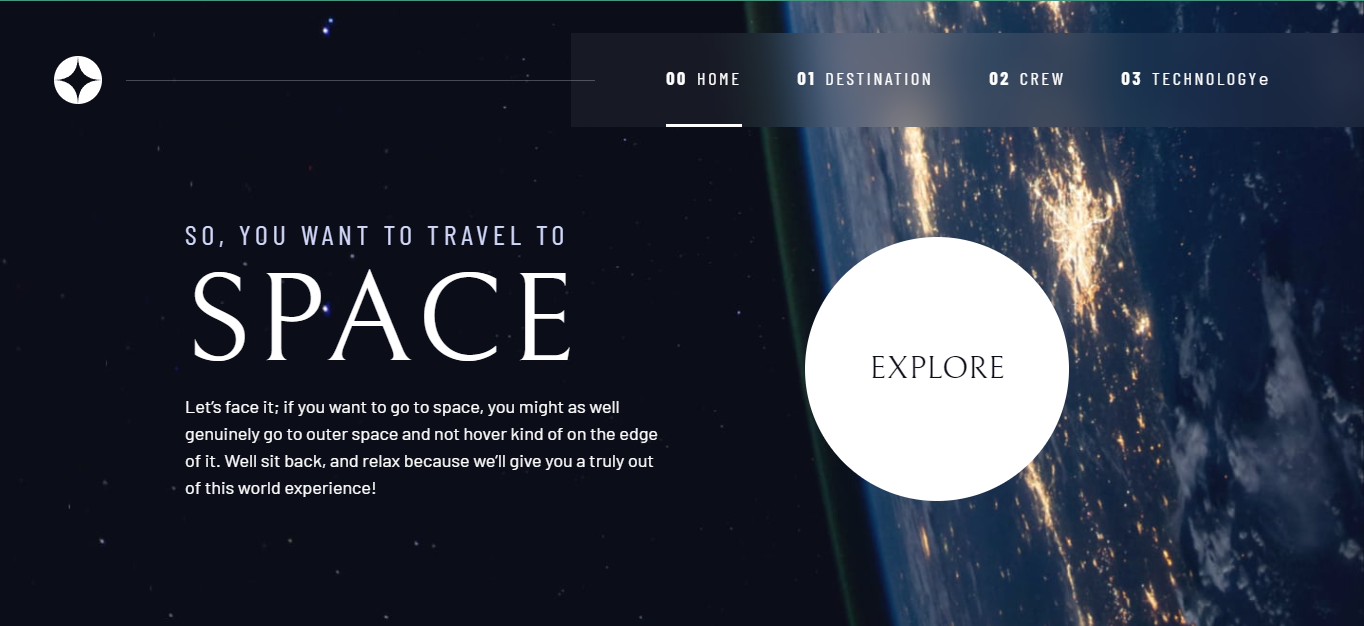 00 HOME 01 DESTINATION 02 CREW 03 TECHNOLOGYe
SO, YOU WANT TO TRAVEL TO
SPACE
EXPLORE
Let’s face it; if you want to go to space, you might as well
genuinely go to outer space and not hover kind of on the edge
of it. Well sit back, and relax because we’ll give you a truly out
of this world experience!